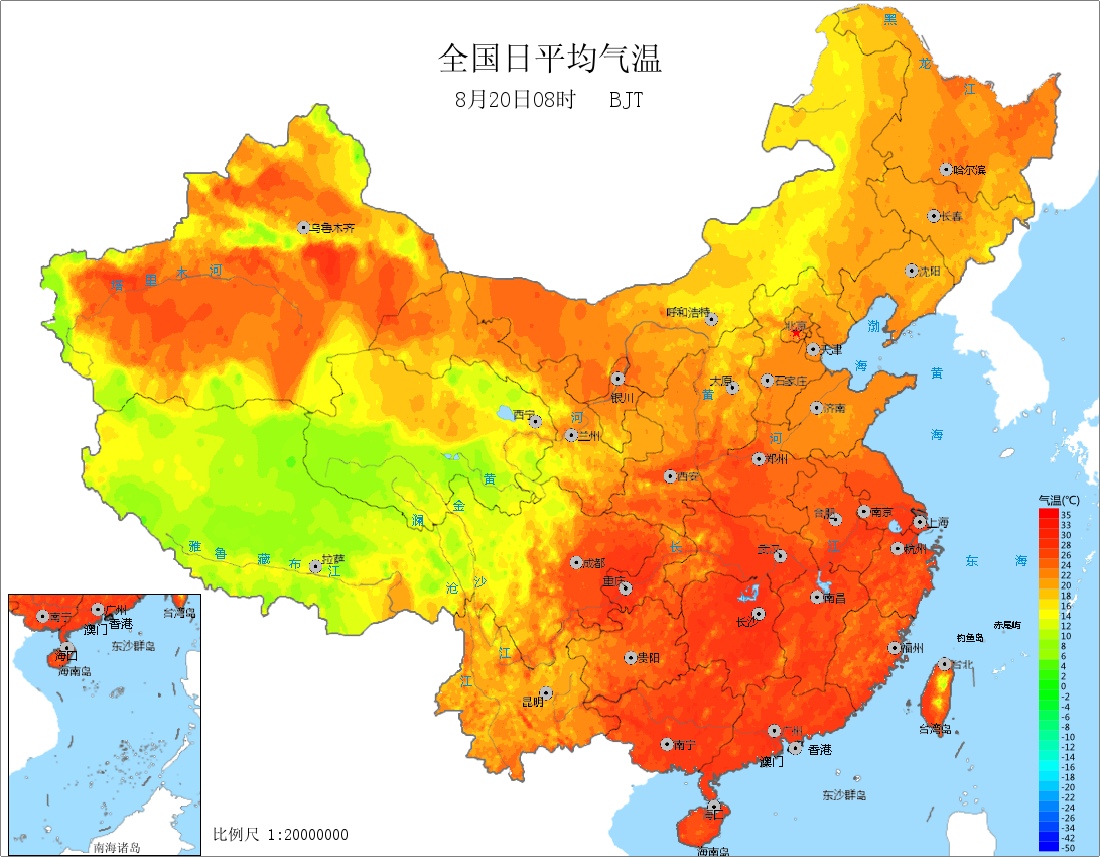 全国日平均气温
8月20日08时 BJT
黑
龙
江
哈尔滨
长春
乌鲁木齐
沈阳
塔
里
木
河
呼和浩特
北京
渤
天津
海
黄
太原
石家庄
黄
银川
济南
西宁
河
兰州
河
海
郑州
西安
黄
气温(℃)
金
澜
合肥
南京
上海
雅
鲁
藏
布
江
拉萨
长
江
武汉
杭州
东
海
成都
重庆
沧
沙
南昌
长沙
赤尾屿
钓鱼岛
江
贵阳
福州
台北
江
昆明
台湾岛
南宁
广州
香港
澳门
东沙群岛
海口
海南岛
南宁
广州
台湾岛
香港
澳门
东沙群岛
海口
海南岛
南海诸岛
比例尺 1:20000000
35
33
30
28
26
24
22
20
18
16
14
12
10
8
6
4
2
0
-2
-4
-6
-8
-10
-12
-14
-16
-18
-20
-22
-24
-26
-34
-42
-50